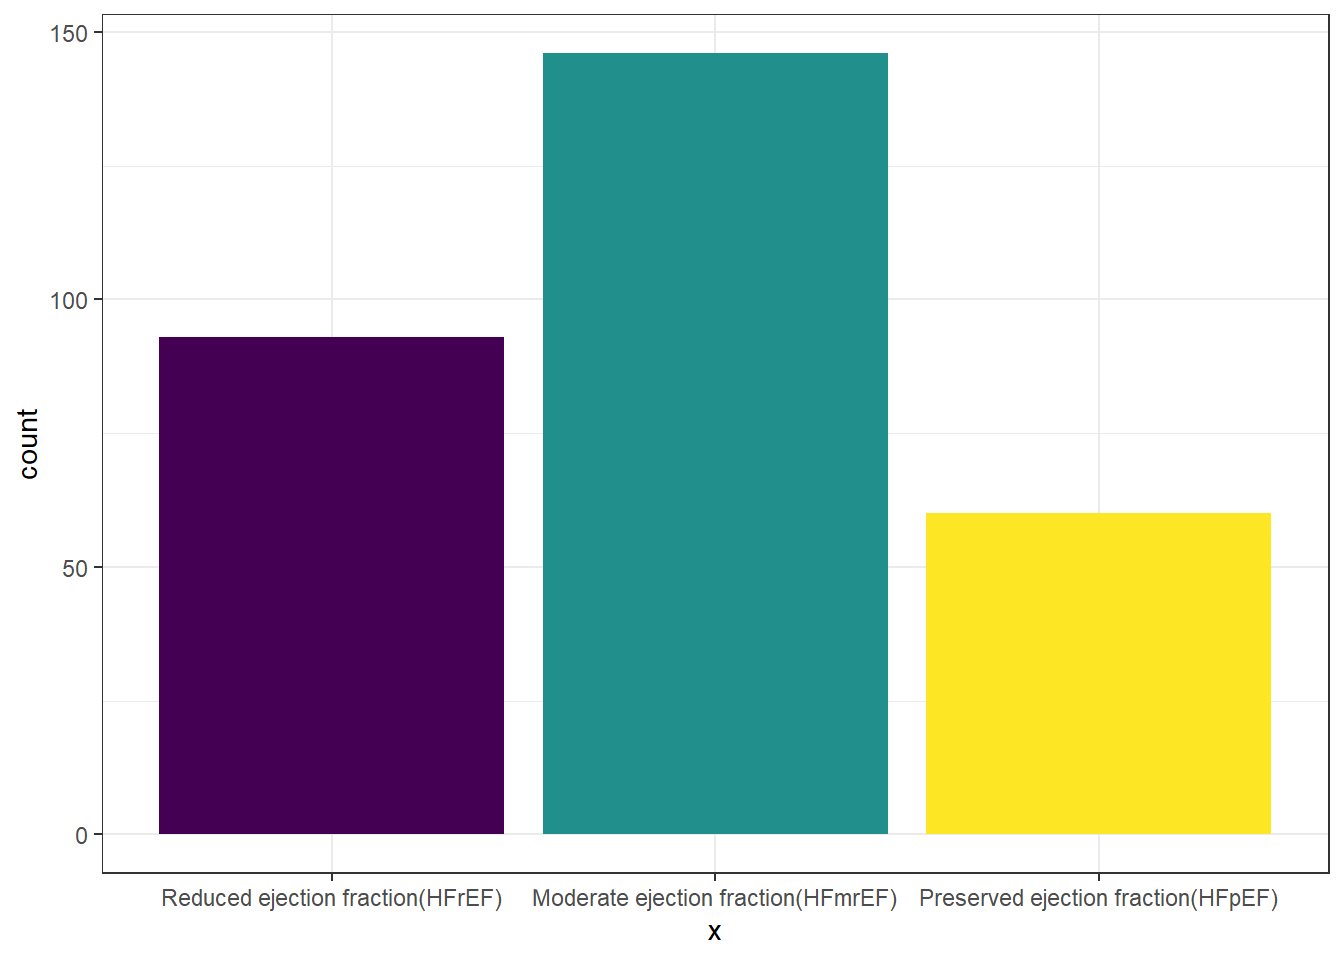 150
100
50
0
count
Reduced ejection fraction(HFrEF) Moderate ejection fraction(HFmrEF) Preserved ejection fraction(HFpEF)
x